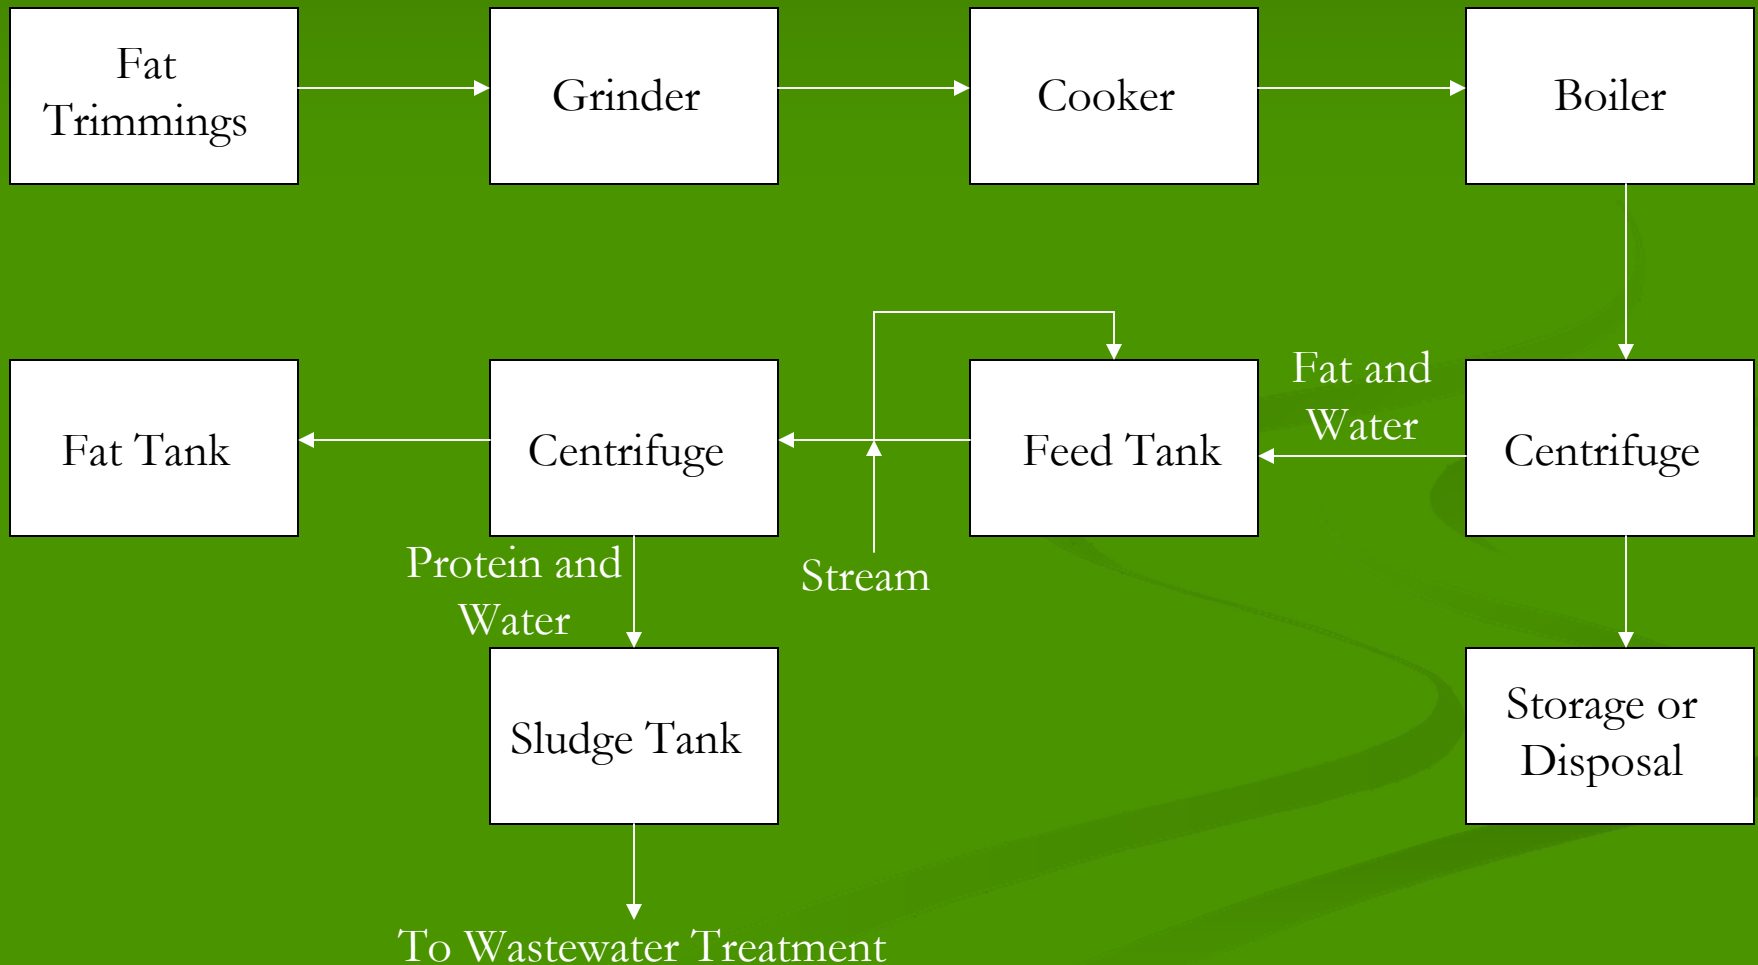 Fat
Trimmings
Grinder
Cooker
Boiler
Fat Tank
Centrifuge
Feed Tank
Fat and
Water
Centrifuge
Protein and
Water
Stream
Sludge Tank
Storage or
Disposal
To Wastewater Treatment